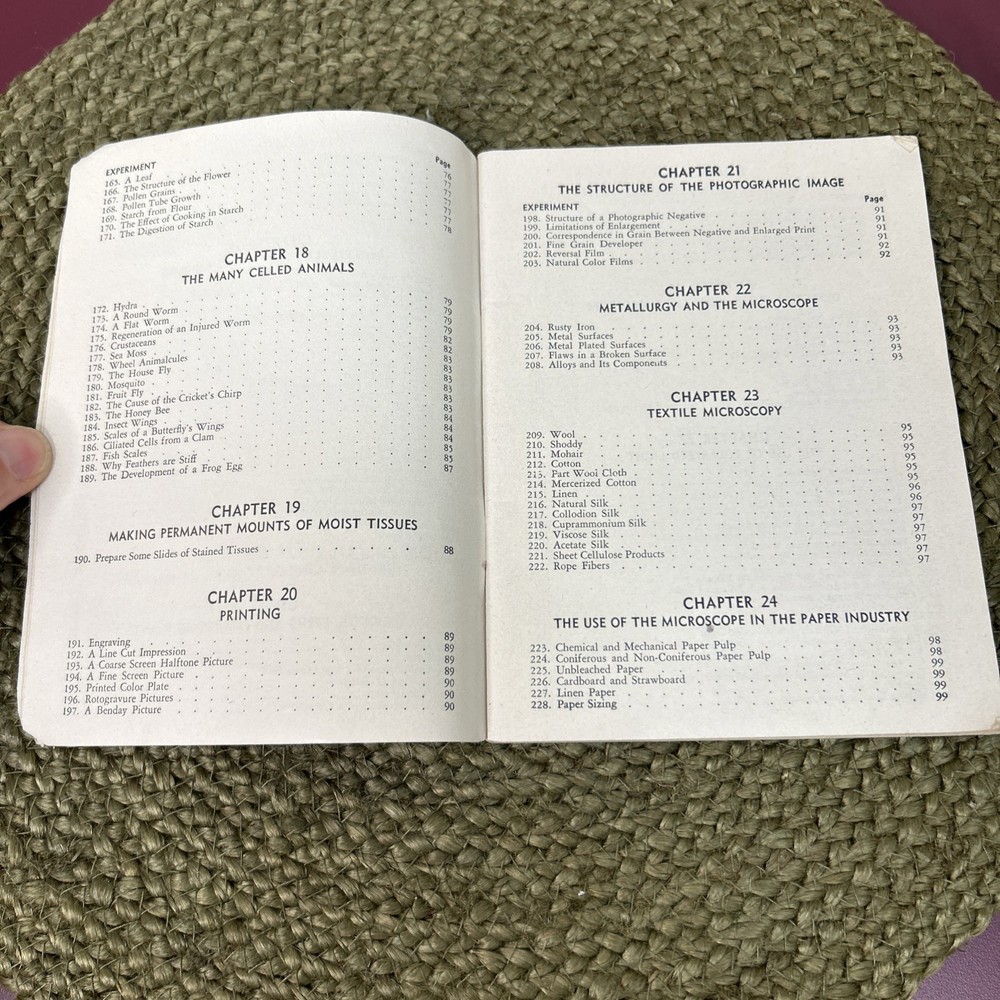 EXPERIMENT Page
165. A Leaf 76
166. The Structure of the Flower 77
167. Pollen Grains 77
168. Pollen Tube Growth 77
169. Starch from Flour 77
170. The Effect of Cooking in Starch 77
171. The Digestion of Starch 78
CHAPTER 18
THE MANY CELLED ANIMALS
172. Hydra 79
173. A Round Worm 79
174. A Flat Worm 79
175. Regeneration of an Injured Worm 79
176. Crustaceans 82
177. Sea Moss 82
178. Wheel Animalcules 83
179. The House Fly 83
180. Mosquito 83
181. Fruit Fly 83
182. The Cause of the Cricket's Chirp 83
183. The Honey Bee 83
184. Insect Wings 84
185. Scales of a Butterfly's Wings 84
186. Ciliated Cells from a Clam 84
187. Fish Scales 85
188. Why Feathers are Stiff 85
189. The Development of a Frog Egg 87
CHAPTER 19
MAKING PERMANENT MOUNTS OF MOIST TISSUES
190. Prepare Some Slides of Stained Tissues 88
CHAPTER 20
PRINTING
191. Engraving 89
192. A Line Cut Impression 89
193. A Coarse Screen Halftone Picture 89
194. A Fine Screen Picture 89
195. Printed Color Plate 90
196. Rotogravure Pictures 90
197. A Benday Picture 90
CHAPTER 21
THE STRUCTURE OF THE PHOTOGRAPHIC IMAGE
EXPERIMENT Page
198. Structure of a Photographic Negative 91
199. Limitations of Enlargement 91
200. Correspondence in Grain Between Negative and Enlarged Print 91
201. Fine Grain Developer 91
202. Reversal Film 92
203. Natural Color Films 92
CHAPTER 22
METALLURGY AND THE MICROSCOPE
204. Rusty Iron 93
205. Metal Surfaces 93
206. Metal Plated Surfaces 93
207. Flaws in a Broken Surface 93
208. Alloys and Its Components 93
CHAPTER 23
TEXTILE MICROSCOPY
209. Wool 95
210. Shoddy 95
211. Mohair 95
212. Cotton 95
213. Part Wool Cloth 95
214. Mercerized Cotton 95
215. Linen 96
216. Natural Silk 96
217. Collodion Silk 97
218. Cuprammonium Silk 97
219. Viscose Silk 97
220. Acetate Silk 97
221. Sheet Cellulose Products 97
222. Rope Fibers 97
CHAPTER 24
THE USE OF THE MICROSCOPE IN THE PAPER INDUSTRY
223. Chemical and Mechanical Paper Pulp 98
224. Coniferous and Non-Coniferous Paper Pulp 98
225. Unbleached Paper 99
226. Cardboard and Strawboard 99
227. Linen Paper 99
228. Paper Sizing 99